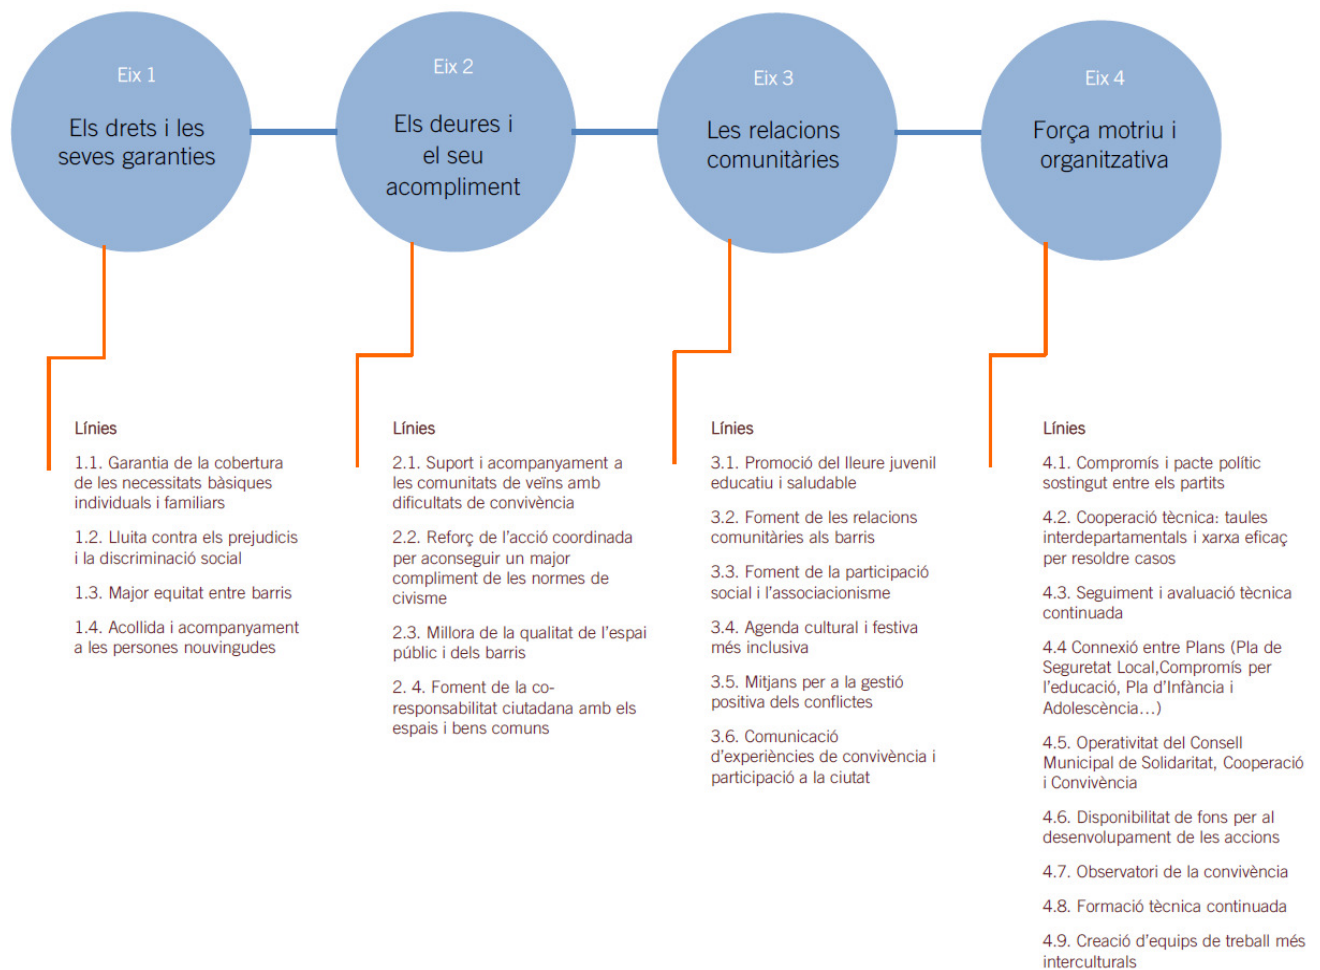 Eix 1
Els drets i les
seves garanties
Eix 2
Els deures i
el seu
acompliment
Eix 3
Les relacions
comunitàries
Eix 4
Força motriu i
organitzativa
Línies
1.1. Garantia de la cobertura
de les necessitats bàsiques
individuals i familiars
1.2. Lluita contra els prejudicis
i la discriminació social
1.3. Major equitat entre barris
1.4. Acollida i acompanyament
a les persones nouvingudes
Línies
2.1. Suport i acompanyament a
les comunitats de veïns amb
dificultats de convivència
2.2. Reforç de l'acció coordinada
per aconseguir un major
compliment de les normes de
civisme
2.3. Millora de la qualitat de l'espai
públic i dels barris
2. 4. Foment de la co-
responsabilitat ciutadana amb els
espais i bens comuns
Línies
3.1. Promoció del lleure juvenil
educatiu i saludable
3.2. Foment de les relacions
comunitàries als barris
3.3. Foment de la participació
social i l'associacionisme
3.4. Agenda cultural i festiva
més inclusiva
3.5. Mitjans per a la gestió
positiva dels conflictes
3.6. Comunicació
d'experiències de convivència i
participació a la ciutat
Línies
4.1. Compromís i pacte polític
sostingut entre els partits
4.2. Cooperació tècnica: taules
interdepartamentals i xarxa eficaç
per resoldre casos
4.3. Seguiment i avaluació tècnica
continuada
4.4 Connexió entre Plans (Pla de
Seguretat Local,Compromís per
l'educació, Pla d'Infància i
Adolescència...)
4.5. Operativitat del Consell
Municipal de Solidaritat, Cooperació
i Convivència
4.6. Disponibilitat de fons per al
desenvolupament de les accions
4.7. Observatori de la convivència
4.8. Formació tècnica continuada
4.9. Creació d'equips de treball més
interculturals